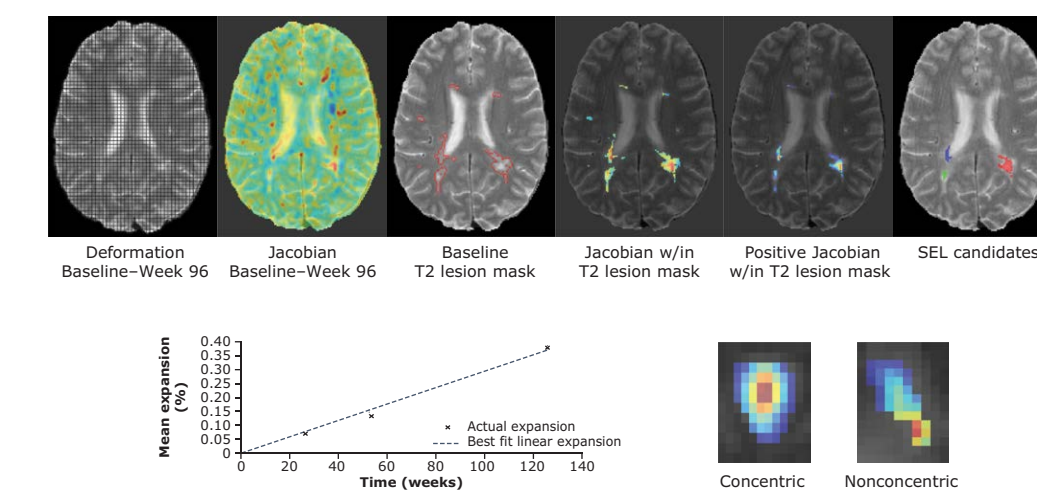 Deformation
Baseline–Week 96
Jacobian
Baseline–Week 96
Baseline
T2 lesion mask
Jacobian w/in
T2 lesion mask
Positive Jacobian
w/in T2 lesion mask
SEL candidates
Mean expansion
(%)
0.40
0.35
0.30
0.25
0.20
0.15
0.10
0.05
0
0 20 40 60 80 100 120 140
Time (weeks)
Actual expansion
Best fit linear expansion
Concentric
Nonconcentric